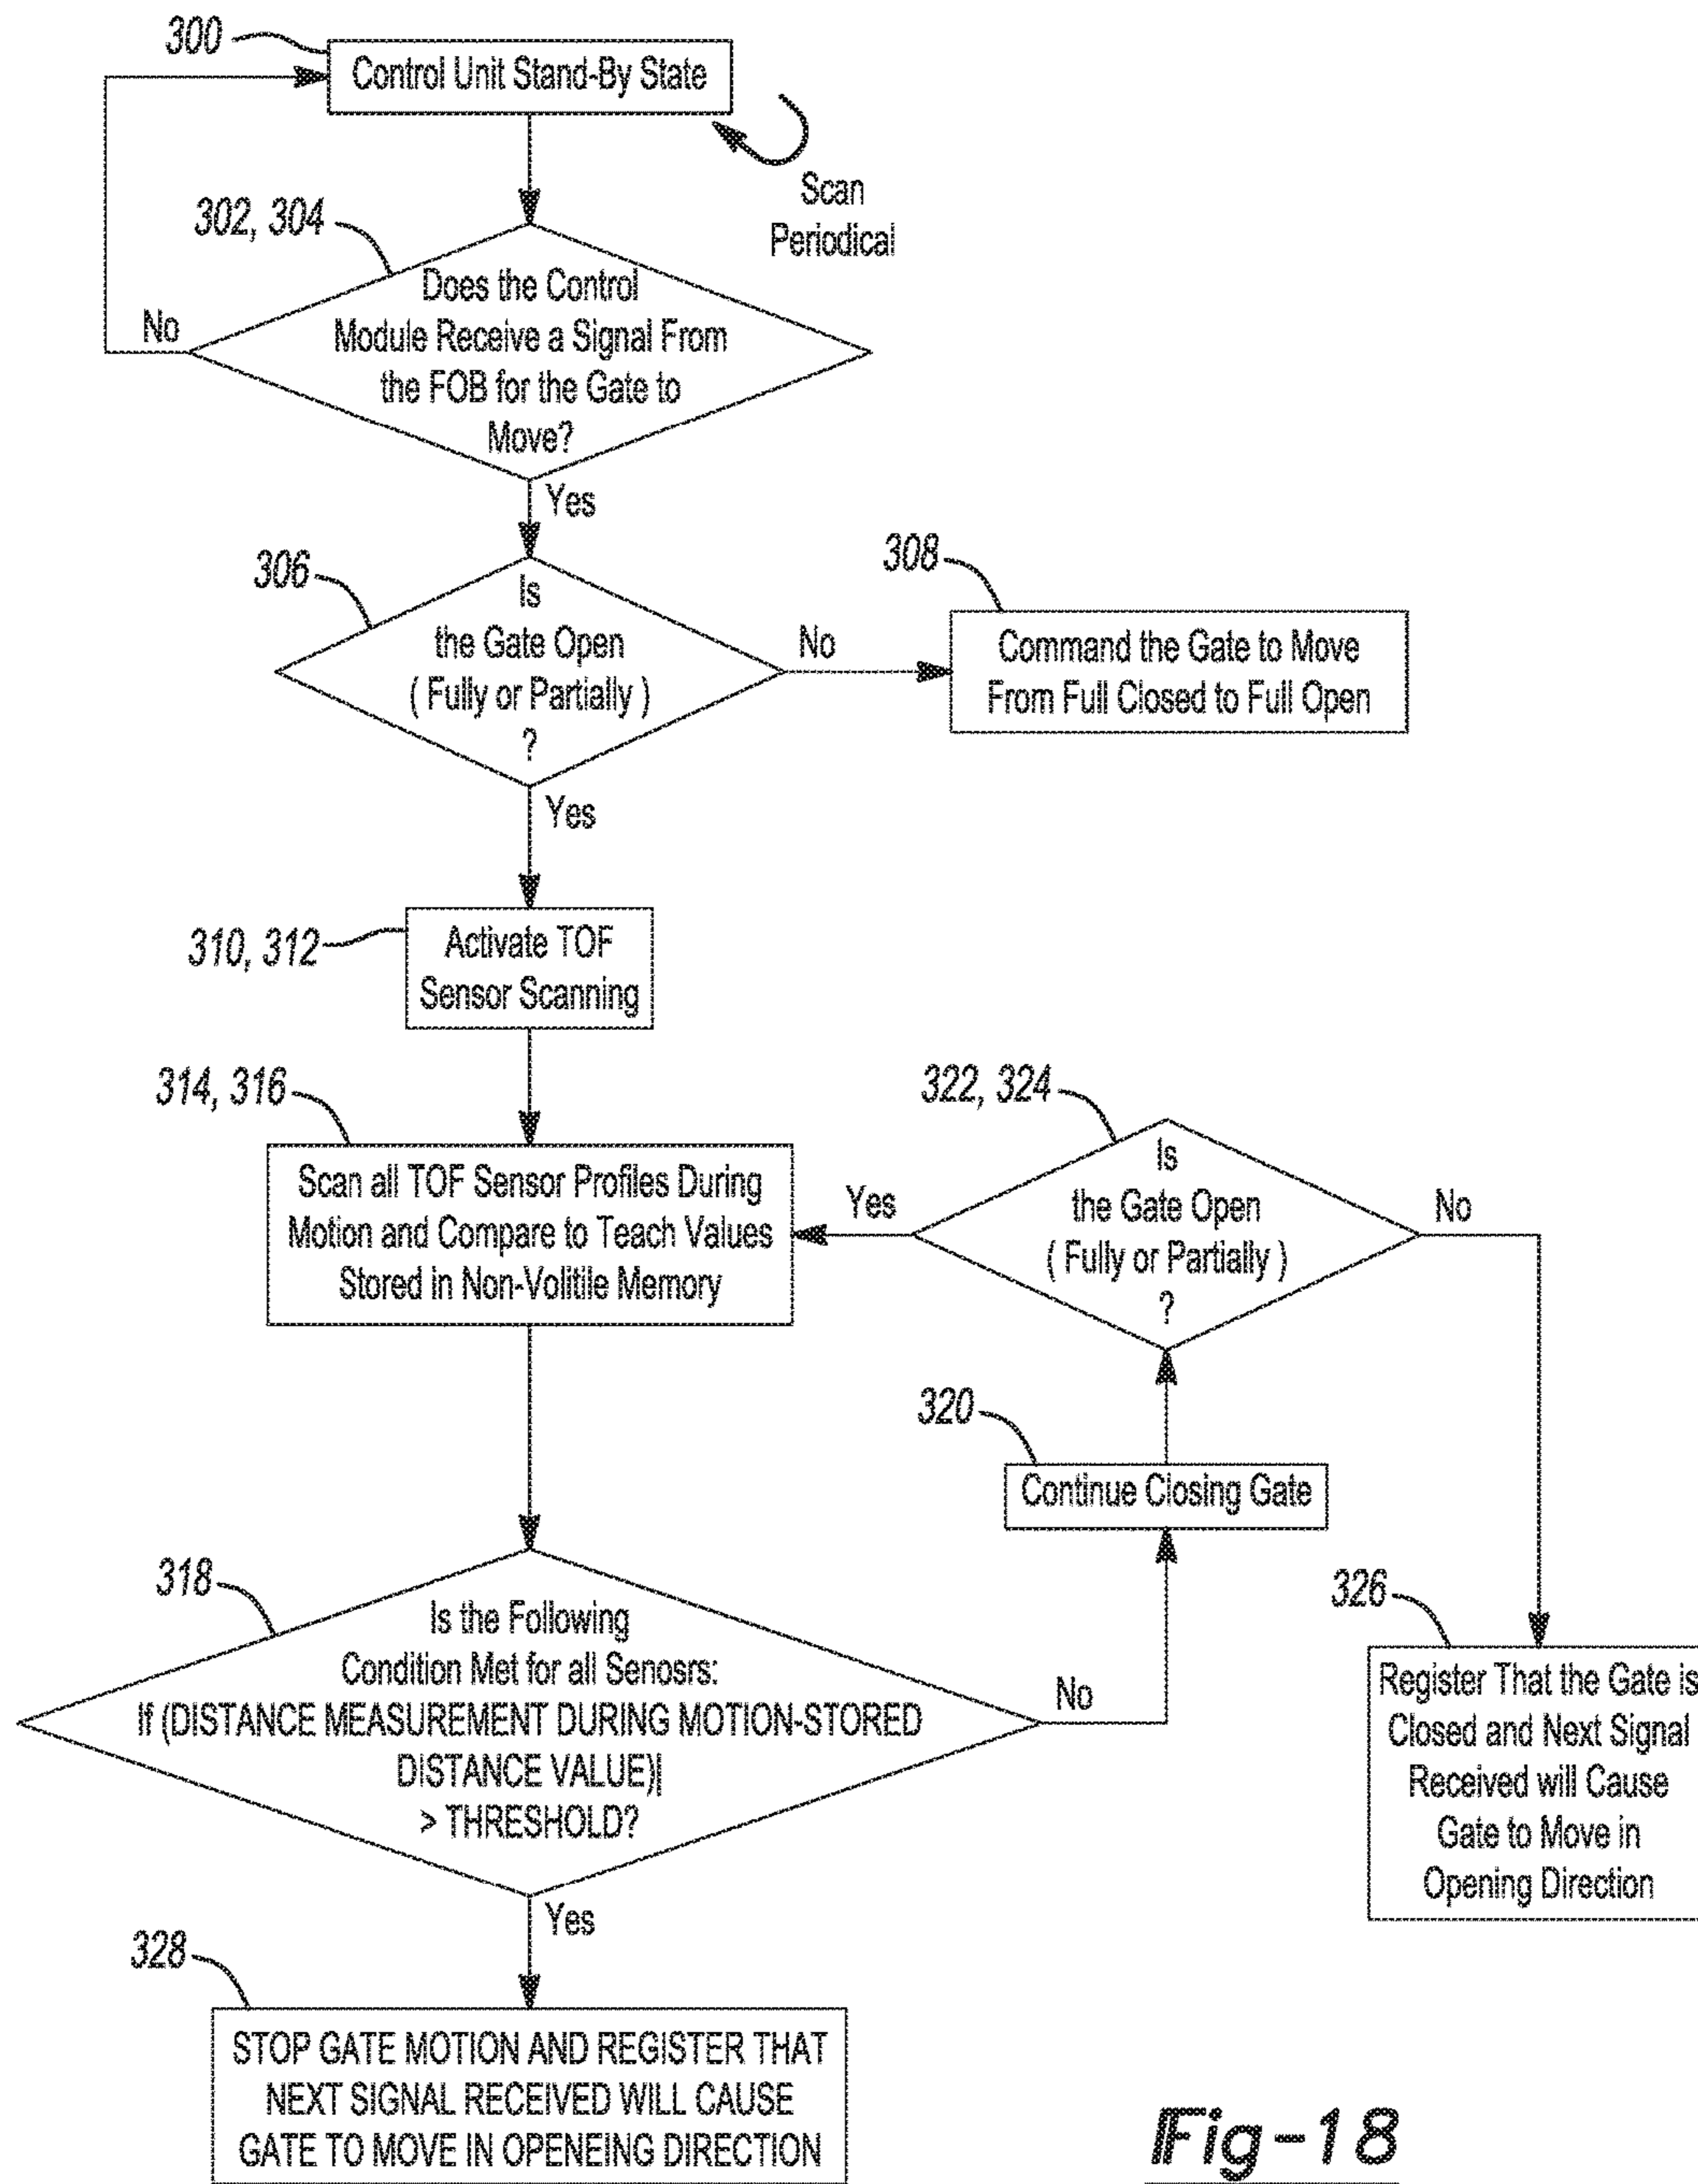 300
Control Unit Stand-By State
Scan
Periodical
302, 304
Does the Control
Module Receive a Signal From
the FOB for the Gate to
Move?
No
Yes
306
Is
the Gate Open
( Fully or Partially )
?
No
308
Command the Gate to Move
From Full Closed to Full Open
Yes
310, 312
Activate TOF
Sensor Scanning
314, 316
Scan all TOF Sensor Profiles During
Motion and Compare to Teach Values
Stored in Non-Volitile Memory
322, 324
Is
the Gate Open
( Fully or Partially )
?
Yes
No
320
Continue Closing Gate
318
Is the Following
Condition Met for all Senosrs:
If (DISTANCE MEASUREMENT DURING MOTION-STORED
DISTANCE VALUE)|
> THRESHOLD?
No
326
Register That the Gate is
Closed and Next Signal
Received will Cause
Gate to Move in
Opening Direction
Yes
328
STOP GATE MOTION AND REGISTER THAT
NEXT SIGNAL RECEIVED WILL CAUSE
GATE TO MOVE IN OPENEING DIRECTION
Fig-18